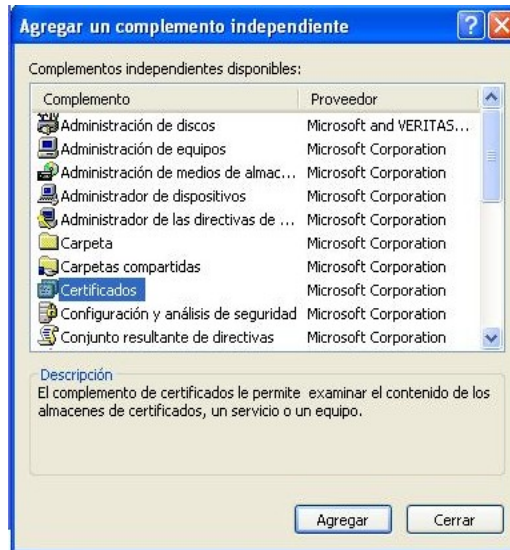 Agregar un complemento independiente
Complementos independientes disponibles:
Complemento Proveedor
Administración de discos Microsoft and VERITAS...
Administración de equipos Microsoft Corporation
Administración de medios de almac... Microsoft Corporation
Administrador de dispositivos Microsoft Corporation
Administrador de las directivas de ... Microsoft Corporation
Carpeta Microsoft Corporation
Carpetas compartidas Microsoft Corporation
Certificados Microsoft Corporation
Configuración y análisis de seguridad Microsoft Corporation
Conjunto resultante de directivas Microsoft Corporation
Descripción
El complemento de certificados le permite examinar el contenido de los
almacenes de certificados, un servicio o un equipo.
Agregar Cerrar